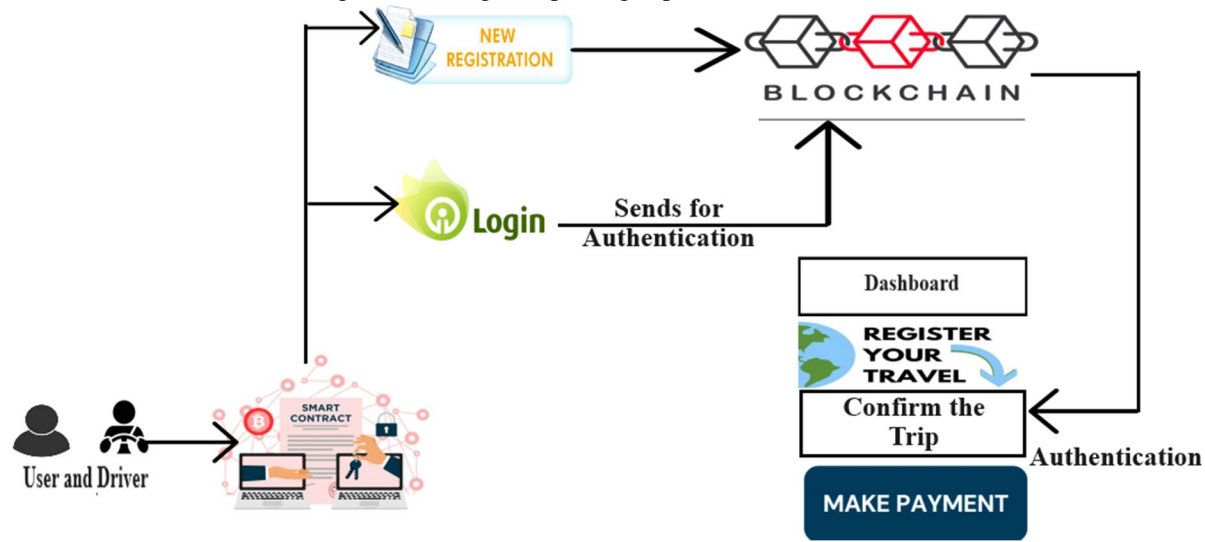 NEW
REGISTRATION
BLOCKCHAIN
Login
Sends for
Authentication
Dashboard
REGISTER
YOUR
TRAVEL
SMART
CONTRACT
Confirm the
Trip
Authentication
User and Driver
MAKE PAYMENT